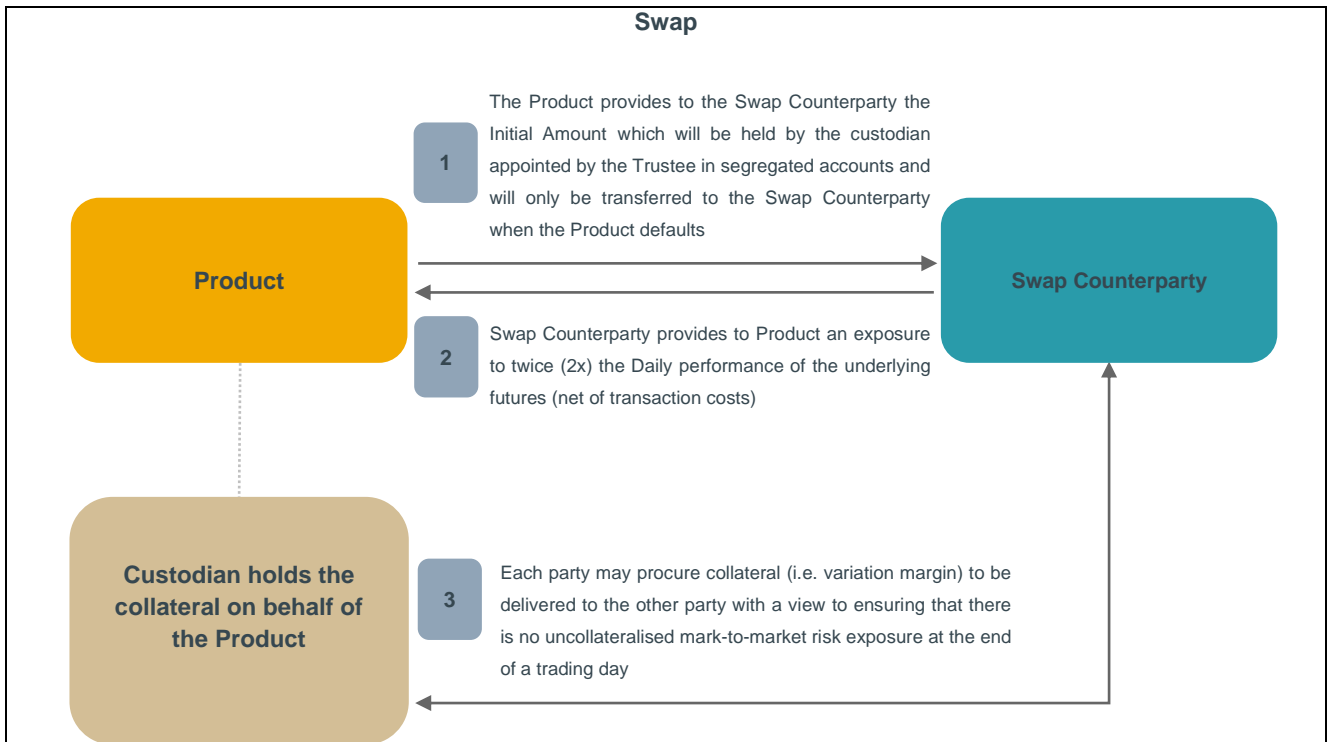 Swap
The Product provides to the Swap Counterparty the
Initial Amount which will be held by the custodian
appointed by the Trustee in segregated accounts and
will only be transferred to the Swap Counterparty
when the Product defaults
1
Product
Swap Counterparty
2
Swap Counterparty provides to Product an exposure
to twice (2x) the Daily performance of the underlying
futures (net of transaction costs)
Custodian holds the
collateral on behalf of
the Product
3
Each party may procure collateral (i.e. variation margin) to be
delivered to the other party with a view to ensuring that there
is no uncollateralised mark-to-market risk exposure at the end
of a trading day